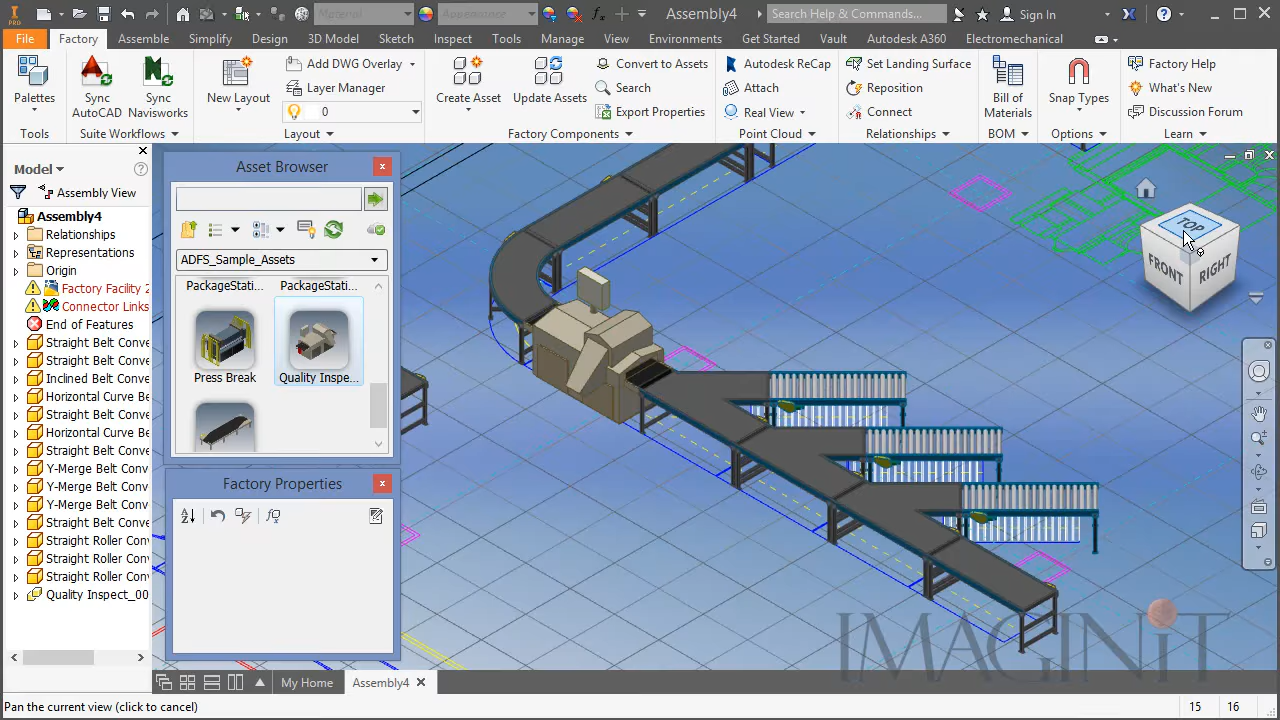 PRO
Material
Appearance
Assembly4
Search Help & Commands...
Sign In
File
Factory
Assemble
Simplify
Design
3D Model
Sketch
Inspect
Tools
Manage
View
Environments
Get Started
Vault
Autodesk A360
Electromechanical
Palettes
Tools
Sync
AutoCAD
Sync
Navisworks
Suite Workflows
New Layout
Add DWG Overlay
Layer Manager
0
Layout
Create Asset
Update Assets
Convert to Assets
Search
Export Properties
Factory Components
Autodesk ReCap
Attach
Real View
Point Cloud
Set Landing Surface
Reposition
Connect
Relationships
Bill of
Materials
BOM
Snap Types
Options
Factory Help
What's New
Discussion Forum
Learn
Model
Assembly View
Assembly4
Relationships
Representations
Origin
Factory Facility 2
Connector Links
End of Features
Straight Belt Conve
Straight Belt Conve
Inclined Belt Conve
Horizontal Curve Be
Straight Belt Conve
Horizontal Curve Be
Straight Belt Conve
Y-Merge Belt Conv
Y-Merge Belt Conv
Y-Merge Belt Conv
Straight Belt Conve
Straight Roller Con
Straight Roller Con
Straight Roller Con
Quality Inspect_00
Asset Browser
ADFS_Sample_Assets
PackageStati...
PackageStati...
Press Break
Quality Inspe...
Factory Properties
TOP
FRONT
RIGHT
IMAGINiT
My Home
Assembly4
Pan the current view (click to cancel)
15
16